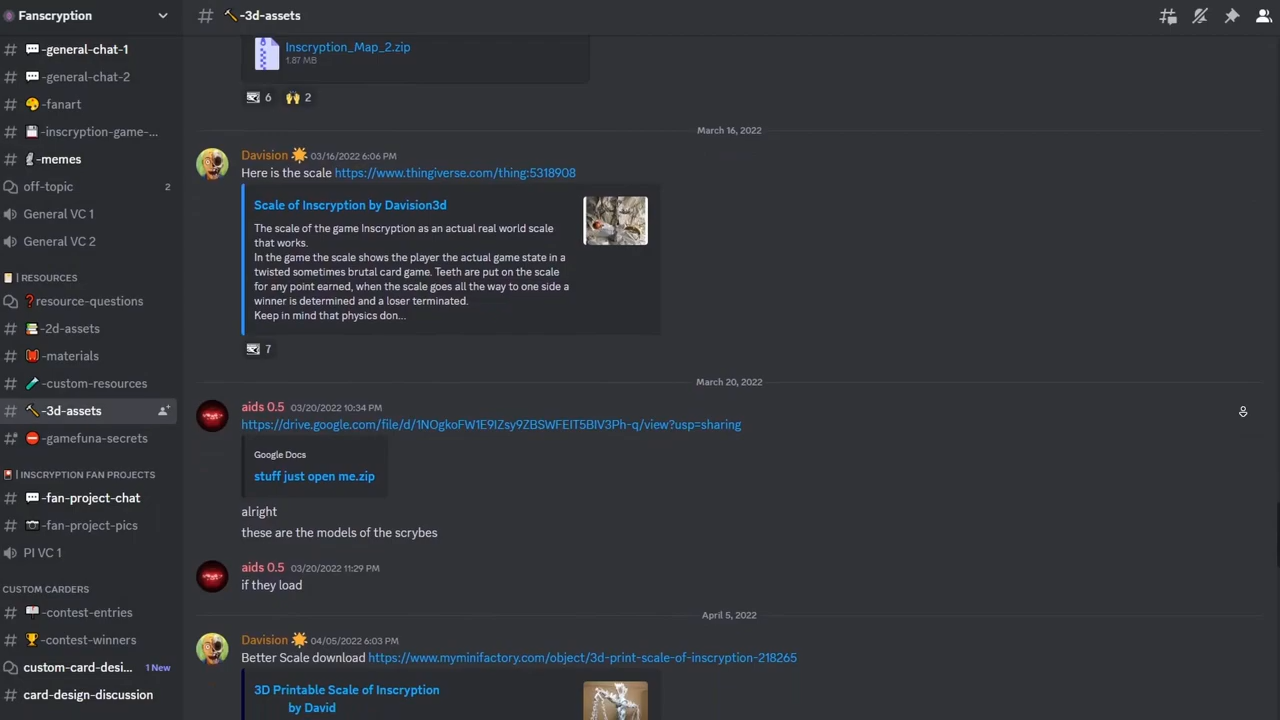 Fanscryption
-general-chat-1
-general-chat-2
-fanart
-inscryption-game-...
-memes
off-topic
2
General VC 1
General VC 2
| RESOURCES
resource-questions
-2d-assets
-materials
-custom-resources
-3d-assets
-gamefuna-secrets
| INSCRYPTION FAN PROJECTS
-fan-project-chat
-fan-project-pics
PI VC 1
CUSTOM CARDERS
-contest-entries
-contest-winners
custom-card-desi...
1 New
card-design-discussion
-3d-assets
Inscryption_Map_2.zip
1.87 MB
6 2
March 16, 2022
Davision 03/16/2022 6:06 PM
Here is the scale https://www.thingiverse.com/thing:5318908
Scale of Inscryption by Davision3d
The scale of the game Inscryption as an actual real world scale
that works.
In the game the scale shows the player the actual game state in a
twisted sometimes brutal card game. Teeth are put on the scale
for any point earned, when the scale goes all the way to one side a
winner is determined and a loser terminated.
Keep in mind that physics don...
7
March 20, 2022
aids 0.5 03/20/2022 10:34 PM
https://drive.google.com/file/d/1NOgkoFW1E9IZsy9ZBSWFEIT5BIV3Ph-q/view?usp=sharing
Google Docs
stuff just open me.zip
alright
these are the models of the scrybes
aids 0.5 03/20/2022 11:29 PM
if they load
April 5, 2022
Davision 04/05/2022 6:03 PM
Better Scale download https://www.myminifactory.com/object/3d-print-scale-of-inscryption-218265
3D Printable Scale of Inscryption
by David